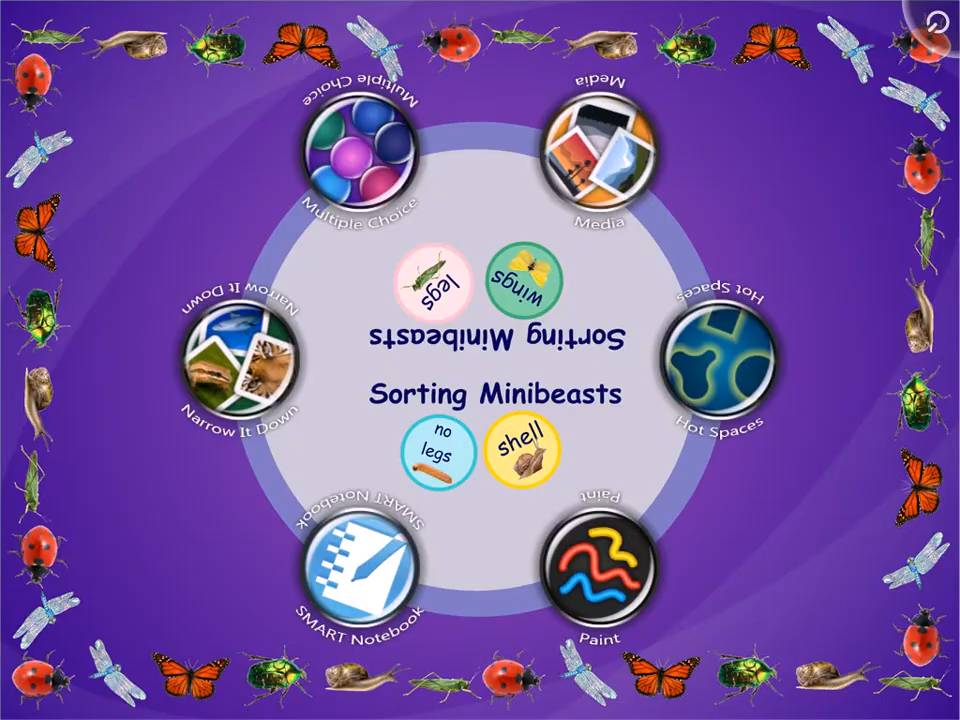 Multiple Choice
Media
Multiple Choice
Media
Narrow It Down
Hot Spaces
legs
wings
Sorting Minibeasts
Sorting Minibeasts
Narrow It Down
Hot Spaces
no
legs
shell
SMART Notebook
Paint
SMART Notebook
Paint